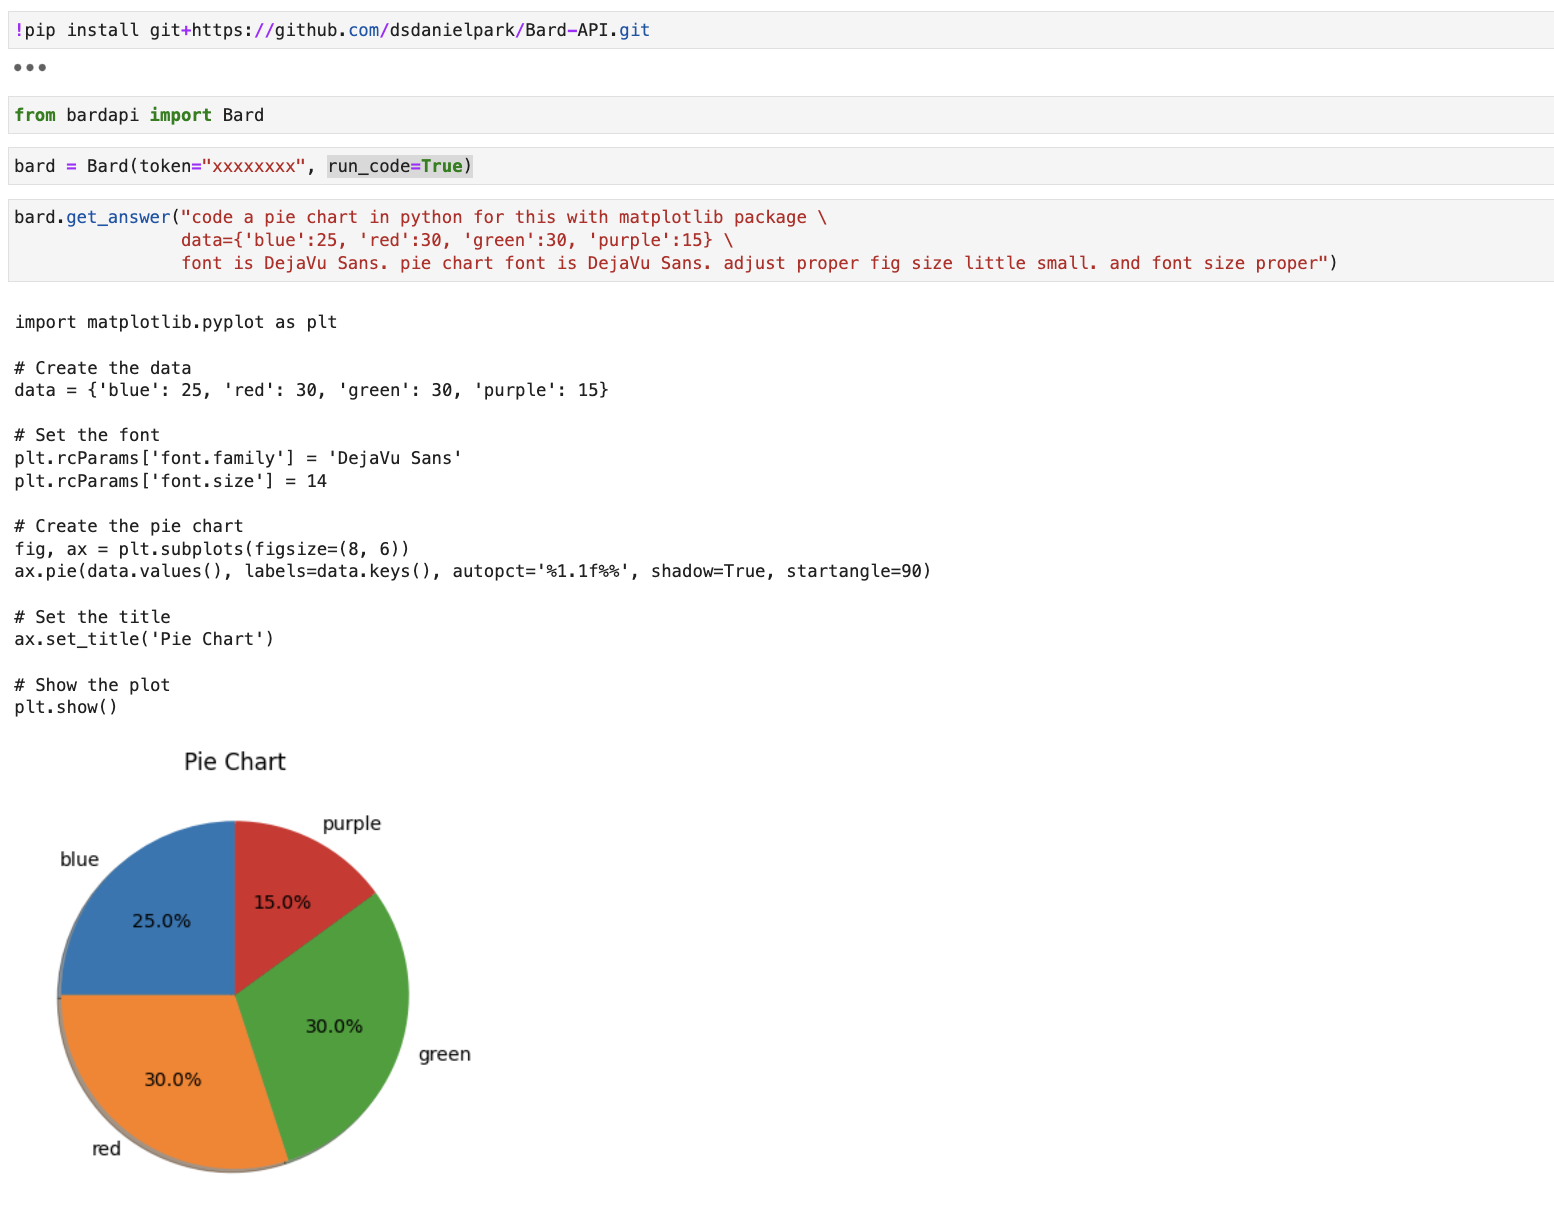 !pip install git+https://github.com/dsdanielpark/Bard-API.git
from bardapi import Bard
bard = Bard(token="xxxxxxxx", run_code=True)
bard.get_answer("code a pie chart in python for this with matplotlib package \
data={'blue':25, 'red':30, 'green':30, 'purple':15} \
font is DejaVu Sans. pie chart font is DejaVu Sans. adjust proper fig size little small. and font size proper")
import matplotlib.pyplot as plt
# Create the data
data = {'blue': 25, 'red': 30, 'green': 30, 'purple': 15}
# Set the font
plt.rcParams['font.family'] = 'DejaVu Sans'
plt.rcParams['font.size'] = 14
# Create the pie chart
fig, ax = plt.subplots(figsize=(8, 6))
ax.pie(data.values(), labels=data.keys(), autopct='%1.1f%%', shadow=True, startangle=90)
# Set the title
ax.set_title('Pie Chart')
# Show the plot
plt.show()
Pie Chart
purple
blue
15.0%
25.0%
30.0%
green
30.0%
red